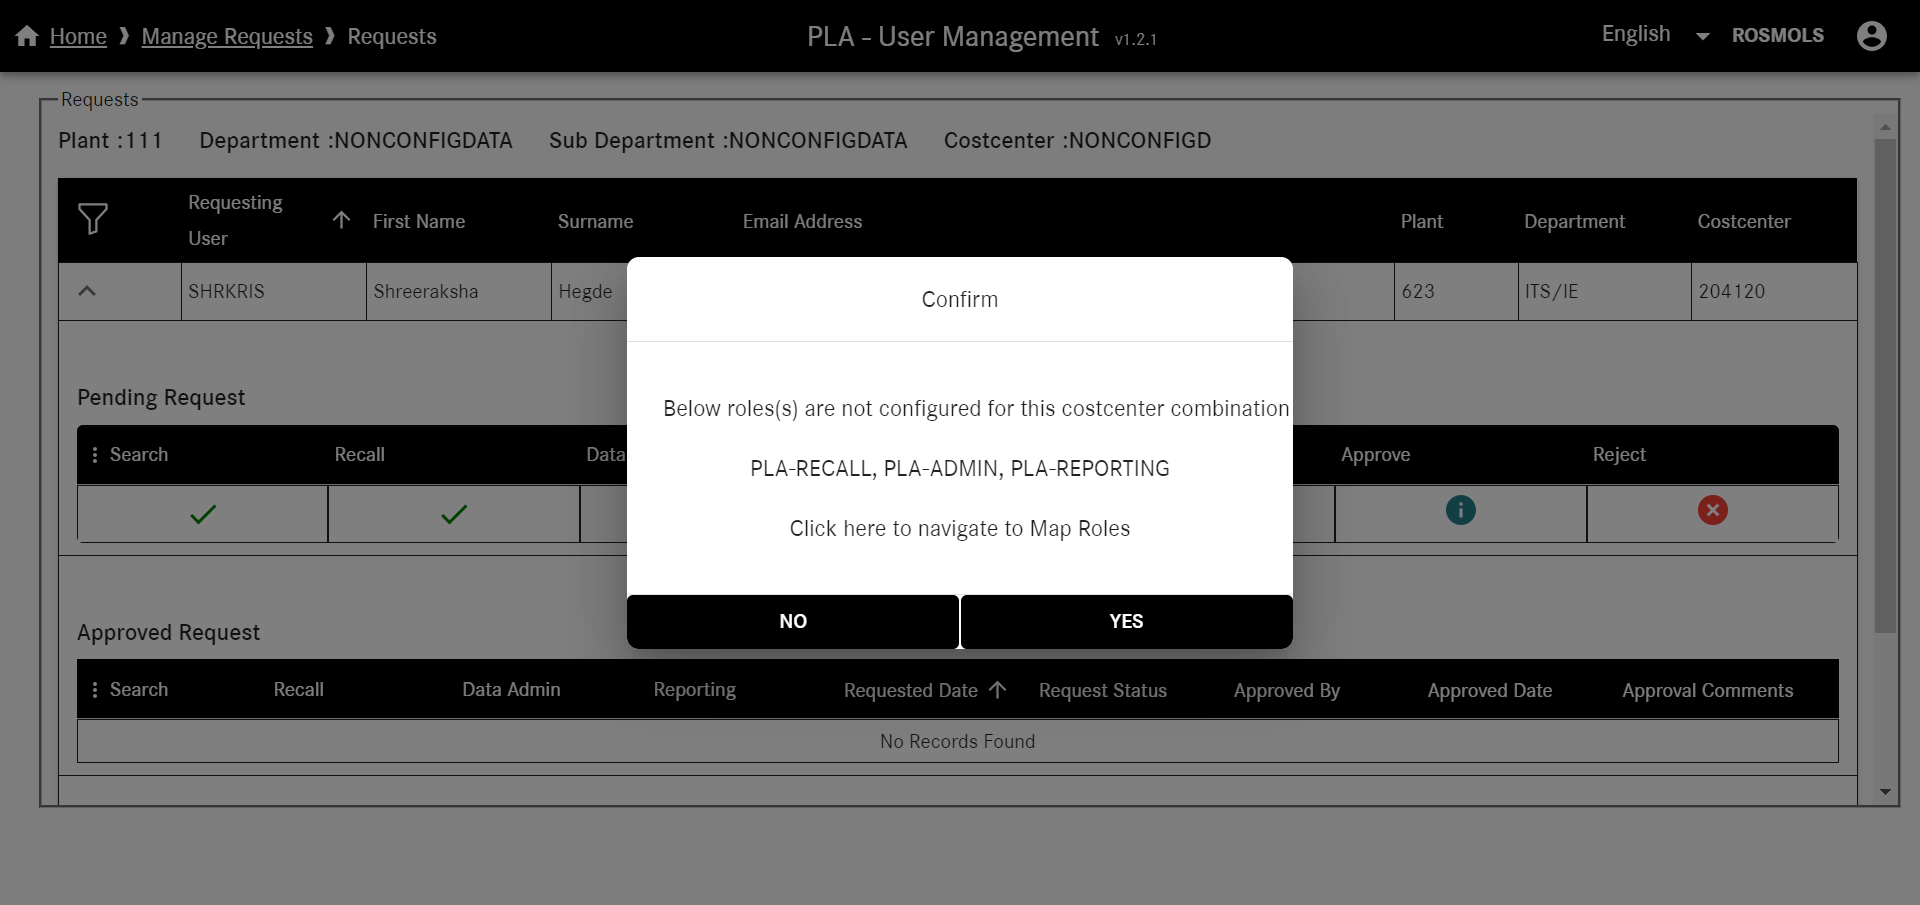 Home ❱ Manage Requests ❱ Requests
PLA - User Management v1.2.1
English
ROSMOLS
Requests
Plant :111 Department :NONCONFIGDATA Sub Department :NONCONFIGDATA Costcenter :NONCONFIGD
Requesting User First Name Surname Email Address Plant Department Costcenter
SHRKRIS Shreeraksha Hegde 623 ITS/IE 204120
Pending Request
Search Recall Data Approve Reject
Confirm
Below roles(s) are not configured for this costcenter combination
PLA-RECALL, PLA-ADMIN, PLA-REPORTING
Click here to navigate to Map Roles
NO YES
Approved Request
Search Recall Data Admin Reporting Requested Date Request Status Approved By Approved Date Approval Comments
No Records Found